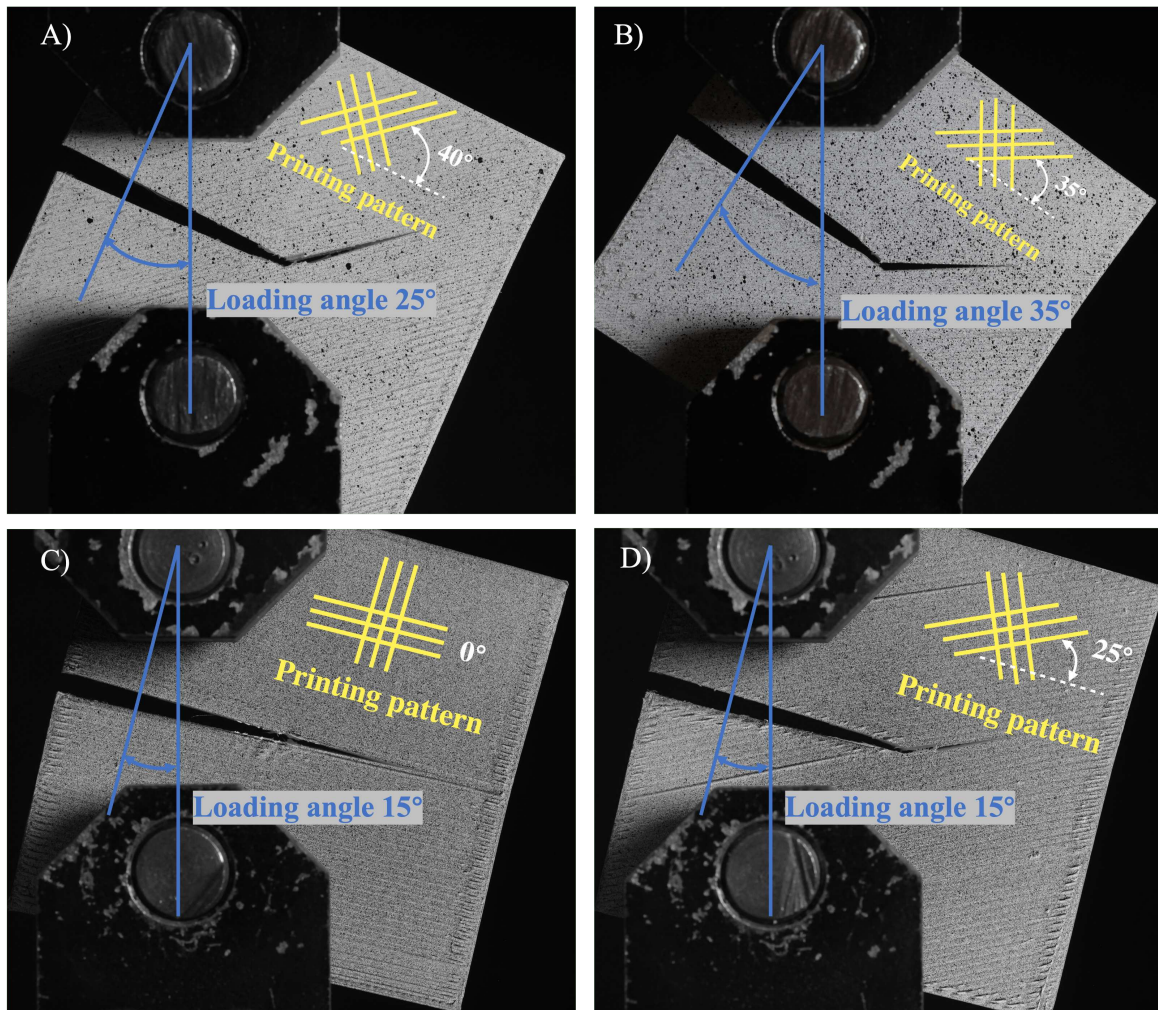 A)
40°
Printing pattern
Loading angle 25°
B)
35°
Printing pattern
Loading angle 35°
C)
0°
Printing pattern
Loading angle 15°
D)
25°
Printing pattern
Loading angle 15°